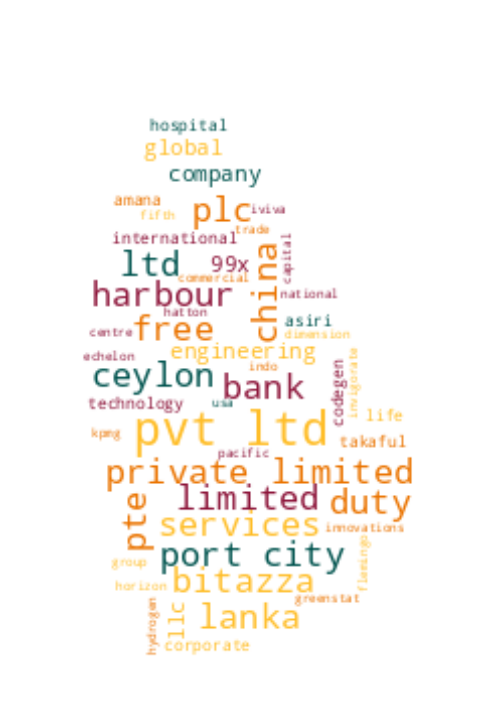 hospital
global
company
amana
fifth
plc
iviva
trade
international
capital
ltd
99x
china
commercial
harbour
national
hatton
centre
free
asiri
dimension
echelon
engineering
indo
ceylon
bank
codegen
invigorate
technology
usa
life
kpmg
pvt ltd
takaful
pacific
private limited
pte
limited
duty
services
innovations
port city
flamingo
group
horizon
bitazza
greenstat
hydrogen
llc
lanka
corporate